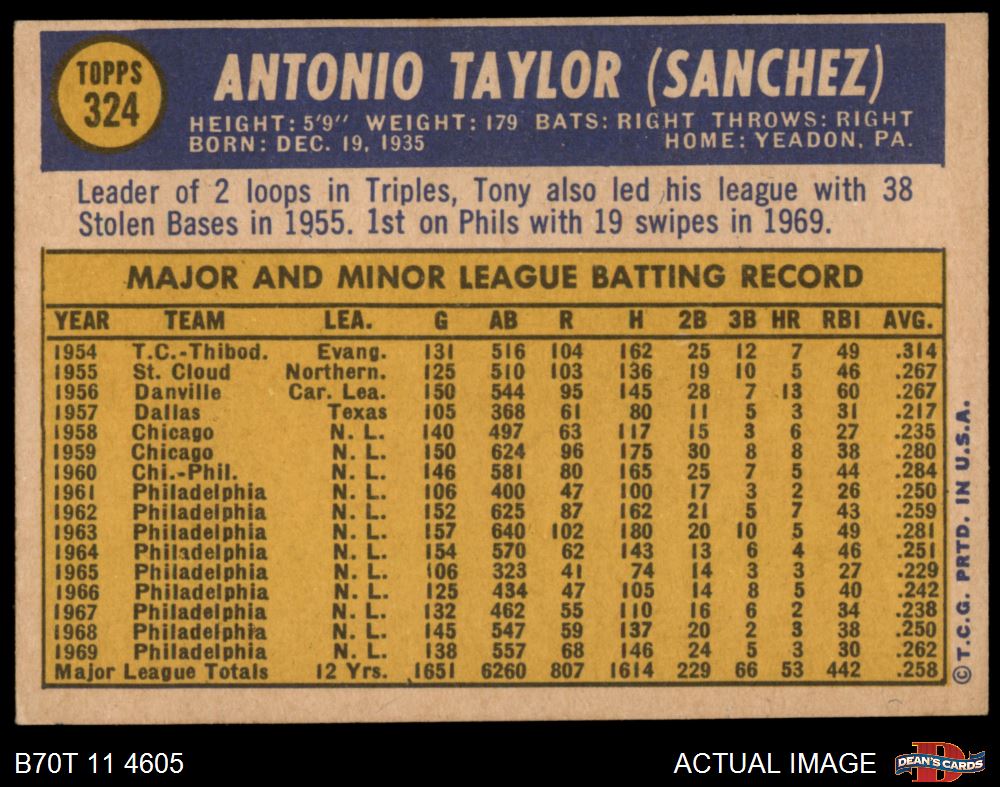 TOPPS
324
ANTONIO TAYLOR (SANCHEZ)
HEIGHT: 5'9" WEIGHT: 179 BATS: RIGHT THROWS: RIGHT
BORN: DEC. 19, 1935 HOME: YEADON, PA.
Leader of 2 loops in Triples, Tony also led his league with 38
Stolen Bases in 1955. 1st on Phils with 19 swipes in 1969.
MAJOR AND MINOR LEAGUE BATTING RECORD
YEAR TEAM LEA. G AB R H 2B 3B HR RBI AVG.
1954 T.C.-Thibod. Evang. 131 516 104 162 25 12 7 49 .314
1955 St. Cloud Northern. 125 510 103 136 19 10 5 46 .267
1956 Danville Car. Lea. 150 544 95 145 28 7 13 60 .267
1957 Dallas Texas 105 368 61 80 11 5 3 31 .217
1958 Chicago N. L. 140 497 63 117 15 3 6 27 .235
1959 Chicago N. L. 150 624 96 175 30 8 8 38 .280
1960 Chi.-Phil. N. L. 146 581 80 165 25 7 5 44 .284
1961 Philadelphia N. L. 106 400 47 100 17 3 2 26 .250
1962 Philadelphia N. L. 152 625 87 162 21 5 7 43 .259
1963 Philadelphia N. L. 157 640 102 180 20 10 5 49 .281
1964 Philadelphia N. L. 154 570 62 143 13 6 4 46 .251
1965 Philadelphia N. L. 106 323 41 74 14 3 3 27 .229
1966 Philadelphia N. L. 125 434 47 105 14 8 5 40 .242
1967 Philadelphia N. L. 132 462 55 110 16 6 2 34 .238
1968 Philadelphia N. L. 145 547 59 137 20 2 3 38 .250
1969 Philadelphia N. L. 138 557 68 146 24 5 3 30 .262
Major League Totals 12 Yrs. 1651 6260 807 1614 229 66 53 442 .258
© T.C.G. PRTD. IN U.S.A.
B70T 11 4605 ACTUAL IMAGE
D
DEAN'S CARDS